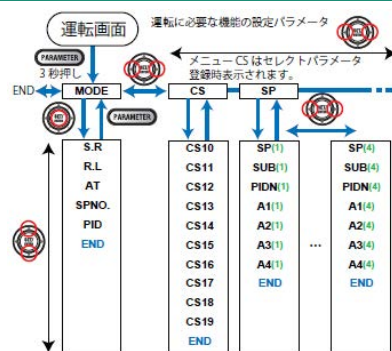 運転画面
運転に必要な機能の設定パラメータ
PARAMETER
3秒押し
メニューCSはセレクトパラメータ
登録時表示されます。
END
MODE
CS
SP
PARAMETER
S.R
R.L
AT
SPNO.
PID
END
CS10
CS11
CS12
CS13
CS14
CS15
CS16
CS17
CS18
CS19
END
SP(1)
SUB(1)
PIDN(1)
A1(1)
A2(1)
A3(1)
A4(1)
END
...
SP(4)
SUB(4)
PIDN(4)
A1(4)
A2(4)
A3(4)
A4(4)
END